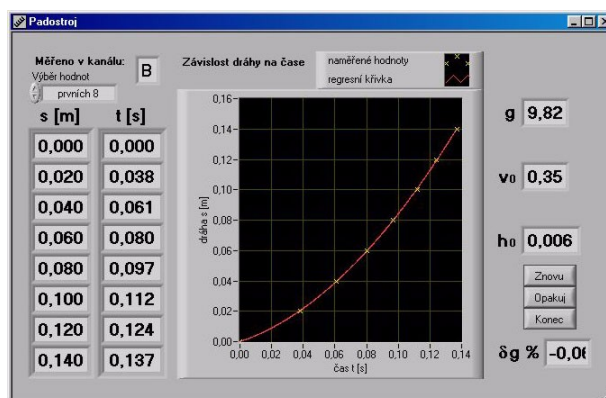 Padostroj
Měřeno v kanálu: B
Výběr hodnot
prvních 8
s [m] t [s]
0,000 0,000
0,020 0,038
0,040 0,061
0,060 0,080
0,080 0,097
0,100 0,112
0,120 0,124
0,140 0,137
Závislost dráhy na čase
naměřené hodnoty
regresní křivka
0,16
0,14
0,12
0,10
0,08
0,06
0,04
0,02
0,00
dráha s [m]
0,00 0,02 0,04 0,06 0,08 0,10 0,12 0,14
čas t [s]
g 9,82
v0 0,35
h0 0,006
Znovu
Opakuj
Konec
δg %